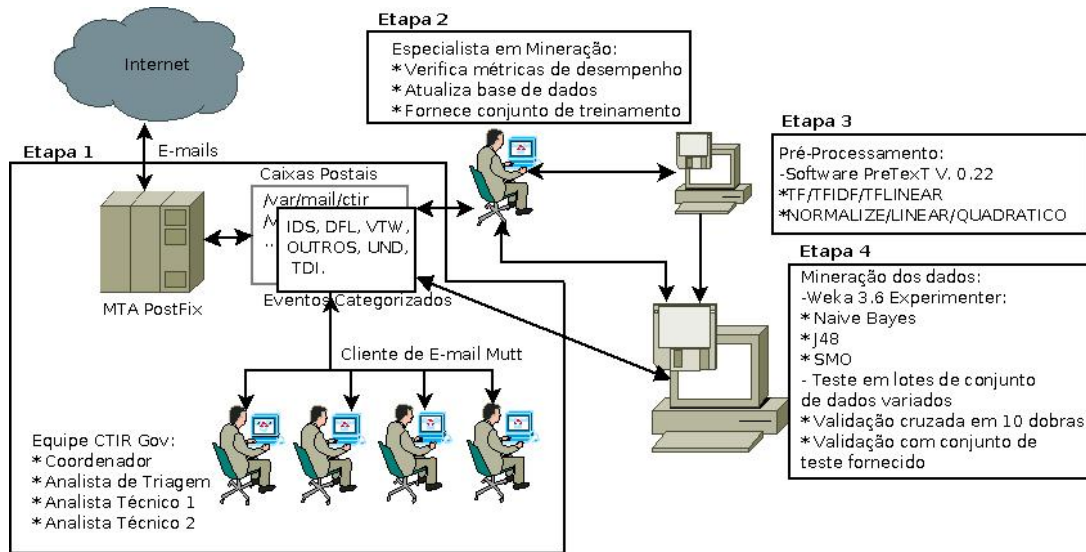 Internet
E-mails
Etapa 1
MTA PostFix
Caixas Postais
/var/mail/ctir
IDS, DFL, VTW,
OUTROS, UND,
TDI.
Eventos Categorizados
Cliente de E-mail Mutt
Equipe CTIR Gov:
* Coordenador
* Analista de Triagem
* Analista Técnico 1
* Analista Técnico 2
Etapa 2
Especialista em Mineração:
* Verifica métricas de desempenho
* Atualiza base de dados
* Fornece conjunto de treinamento
Etapa 3
Pré-Processamento:
-Software PreTexT V. 0.22
*TF/TFIDF/TFLINEAR
*NORMALIZE/LINEAR/QUADRATICO
Etapa 4
Mineração dos dados:
-Weka 3.6 Experimenter:
* Naive Bayes
* J48
* SMO
- Teste em lotes de conjunto
de dados variados
* Validação cruzada em 10 dobras
* Validação com conjunto de
teste fornecido